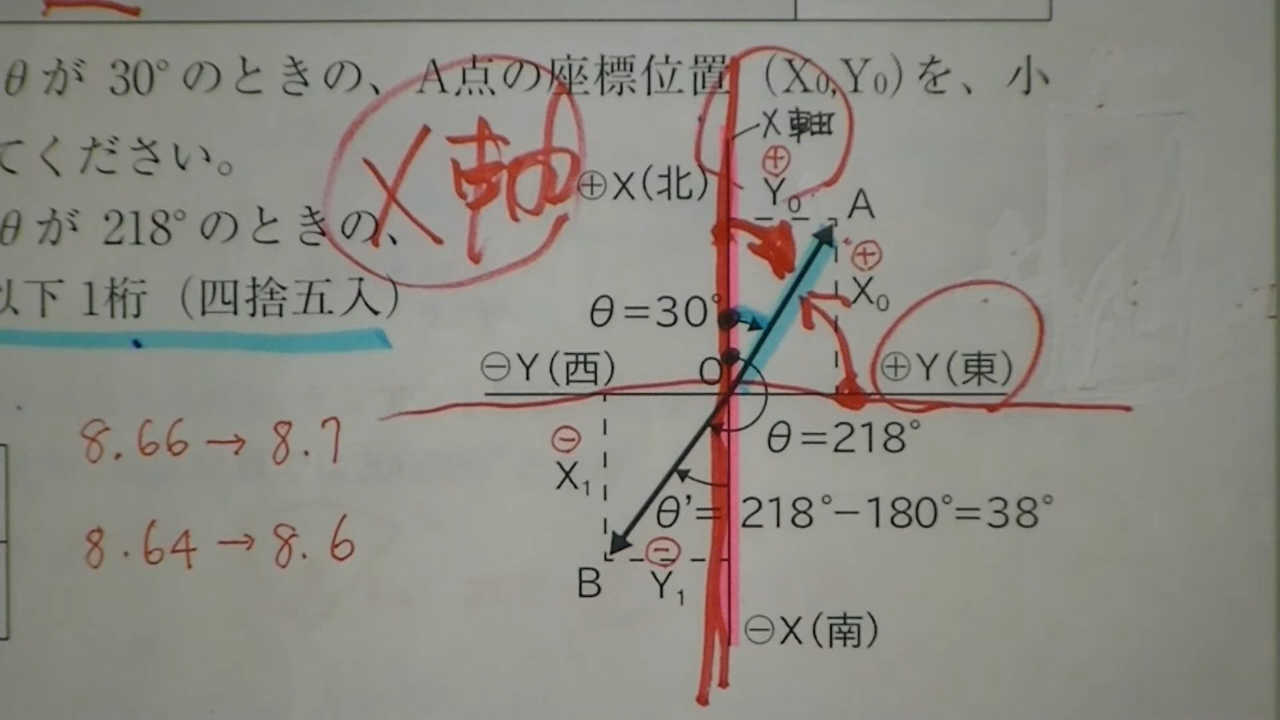 θが 30°のときの、A点の座標位置 (X₀,Y₀)を、小
てください。
θが 218°のときの、
以下1桁 (四捨五入)
X軸
8.66→8.7
8.64→8.6
X軸
⊕X(北)
⊕
Y₀
A
⊕
X₀
θ=30°
⊖Y(西)
O
⊕Y(東)
⊖
X₁
θ=218°
θ'=218°−180°=38°
⊖
B
Y₁
⊖X(南)